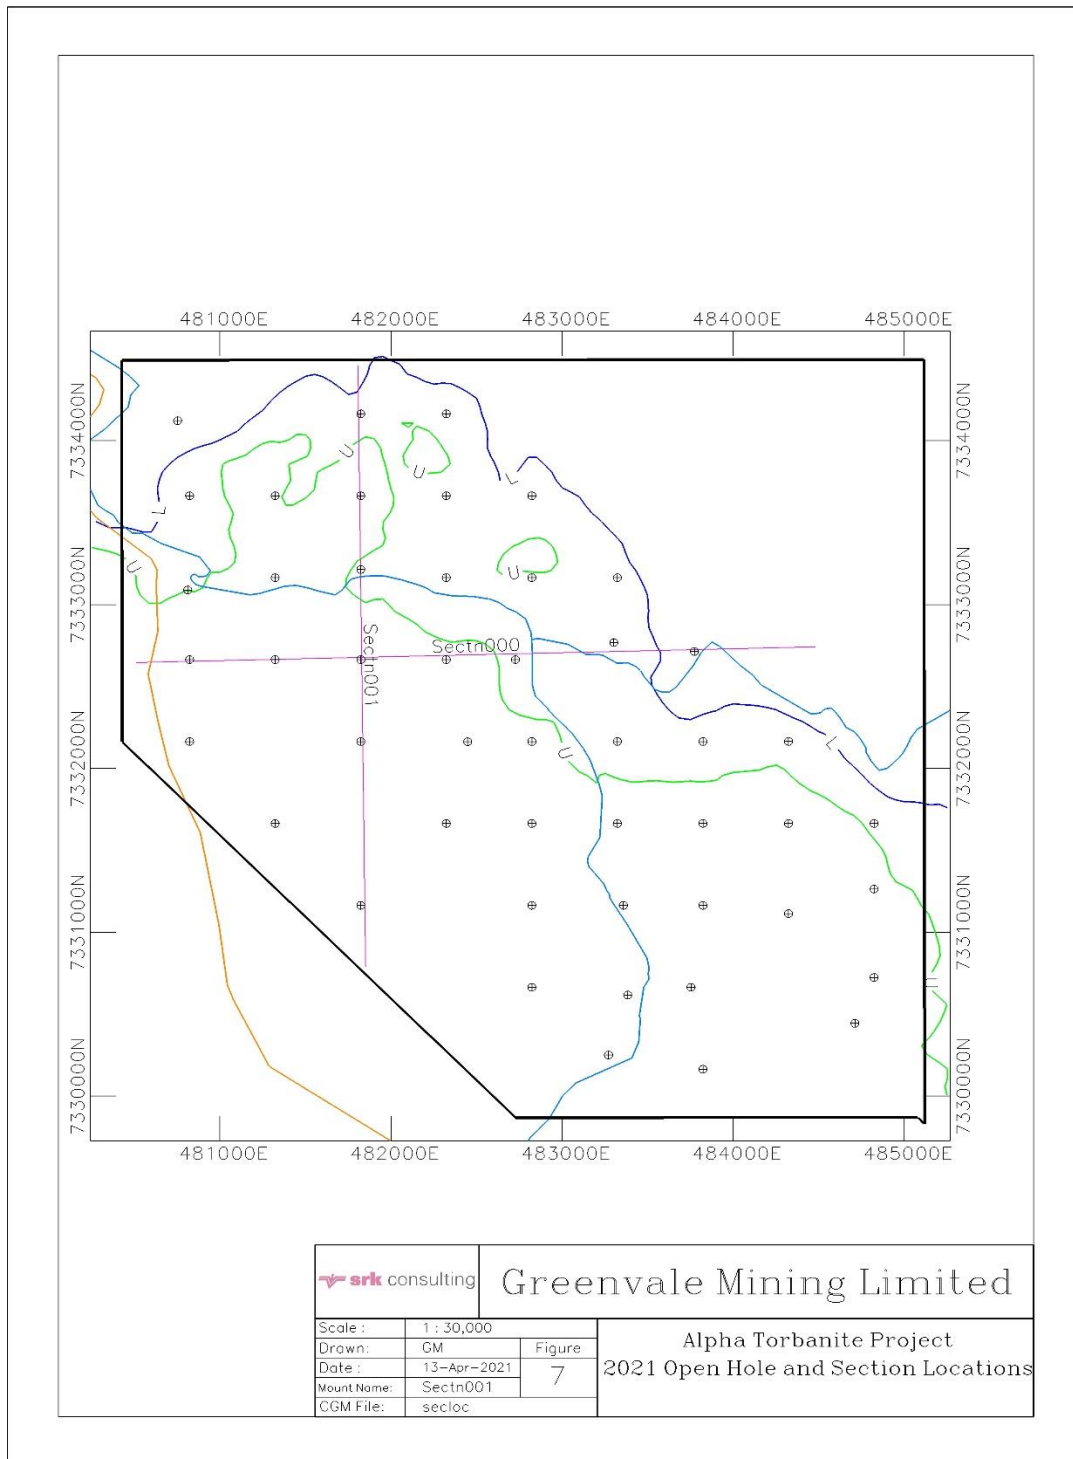 481000E 482000E 483000E 484000E 485000E
7334000N 7334000N
L
U
U
L
L
U
U
7333000N 7333000N
Sectn000
Sectn001
L
U
7332000N 7332000N
7331000N 7331000N
U
7330000N 7330000N
481000E 482000E 483000E 484000E 485000E
srk consulting
Greenvale Mining Limited
Scale : 1 : 30,000
Drawn: GM Figure
Date : 13-Apr-2021 7
Mount Name: Sectn001
CGM File: secloc
Alpha Torbanite Project
2021 Open Hole and Section Locations